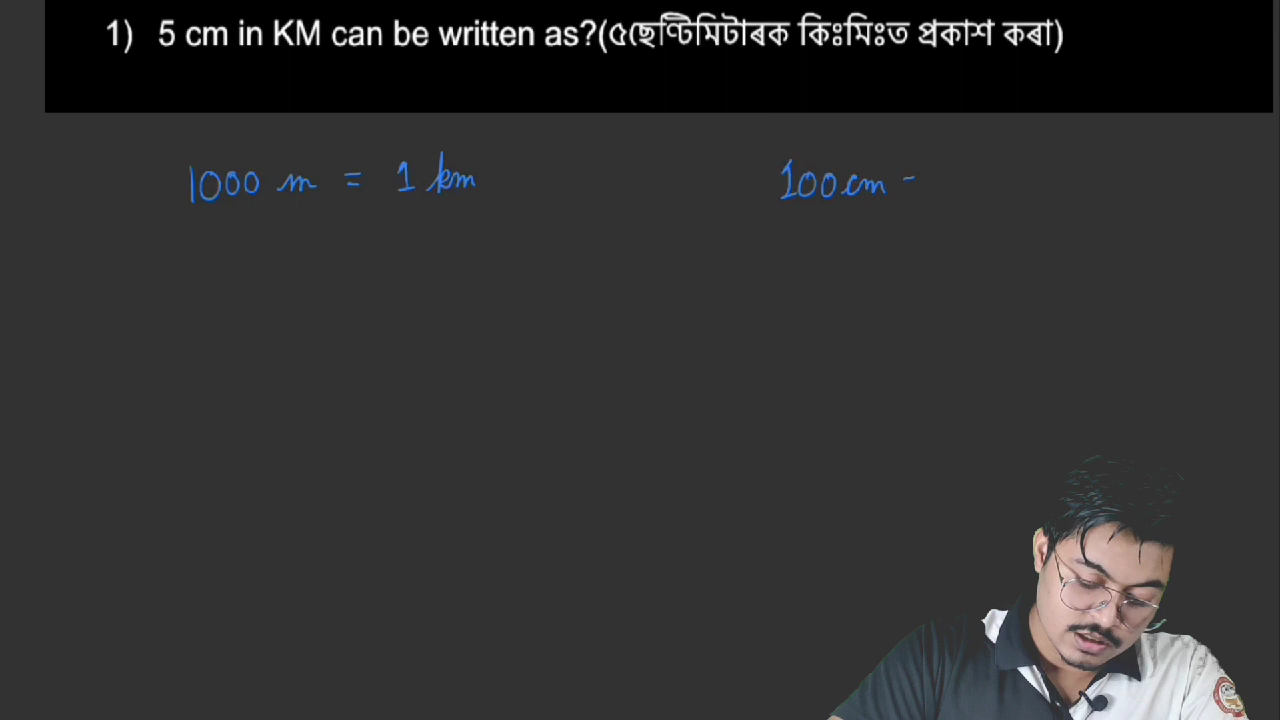 1) 5 cm in KM can be written as?(৫ছেণ্টিমিটাৰক কিঃমিঃত প্ৰকাশ কৰা)
1000 m = 1 km
100 cm -